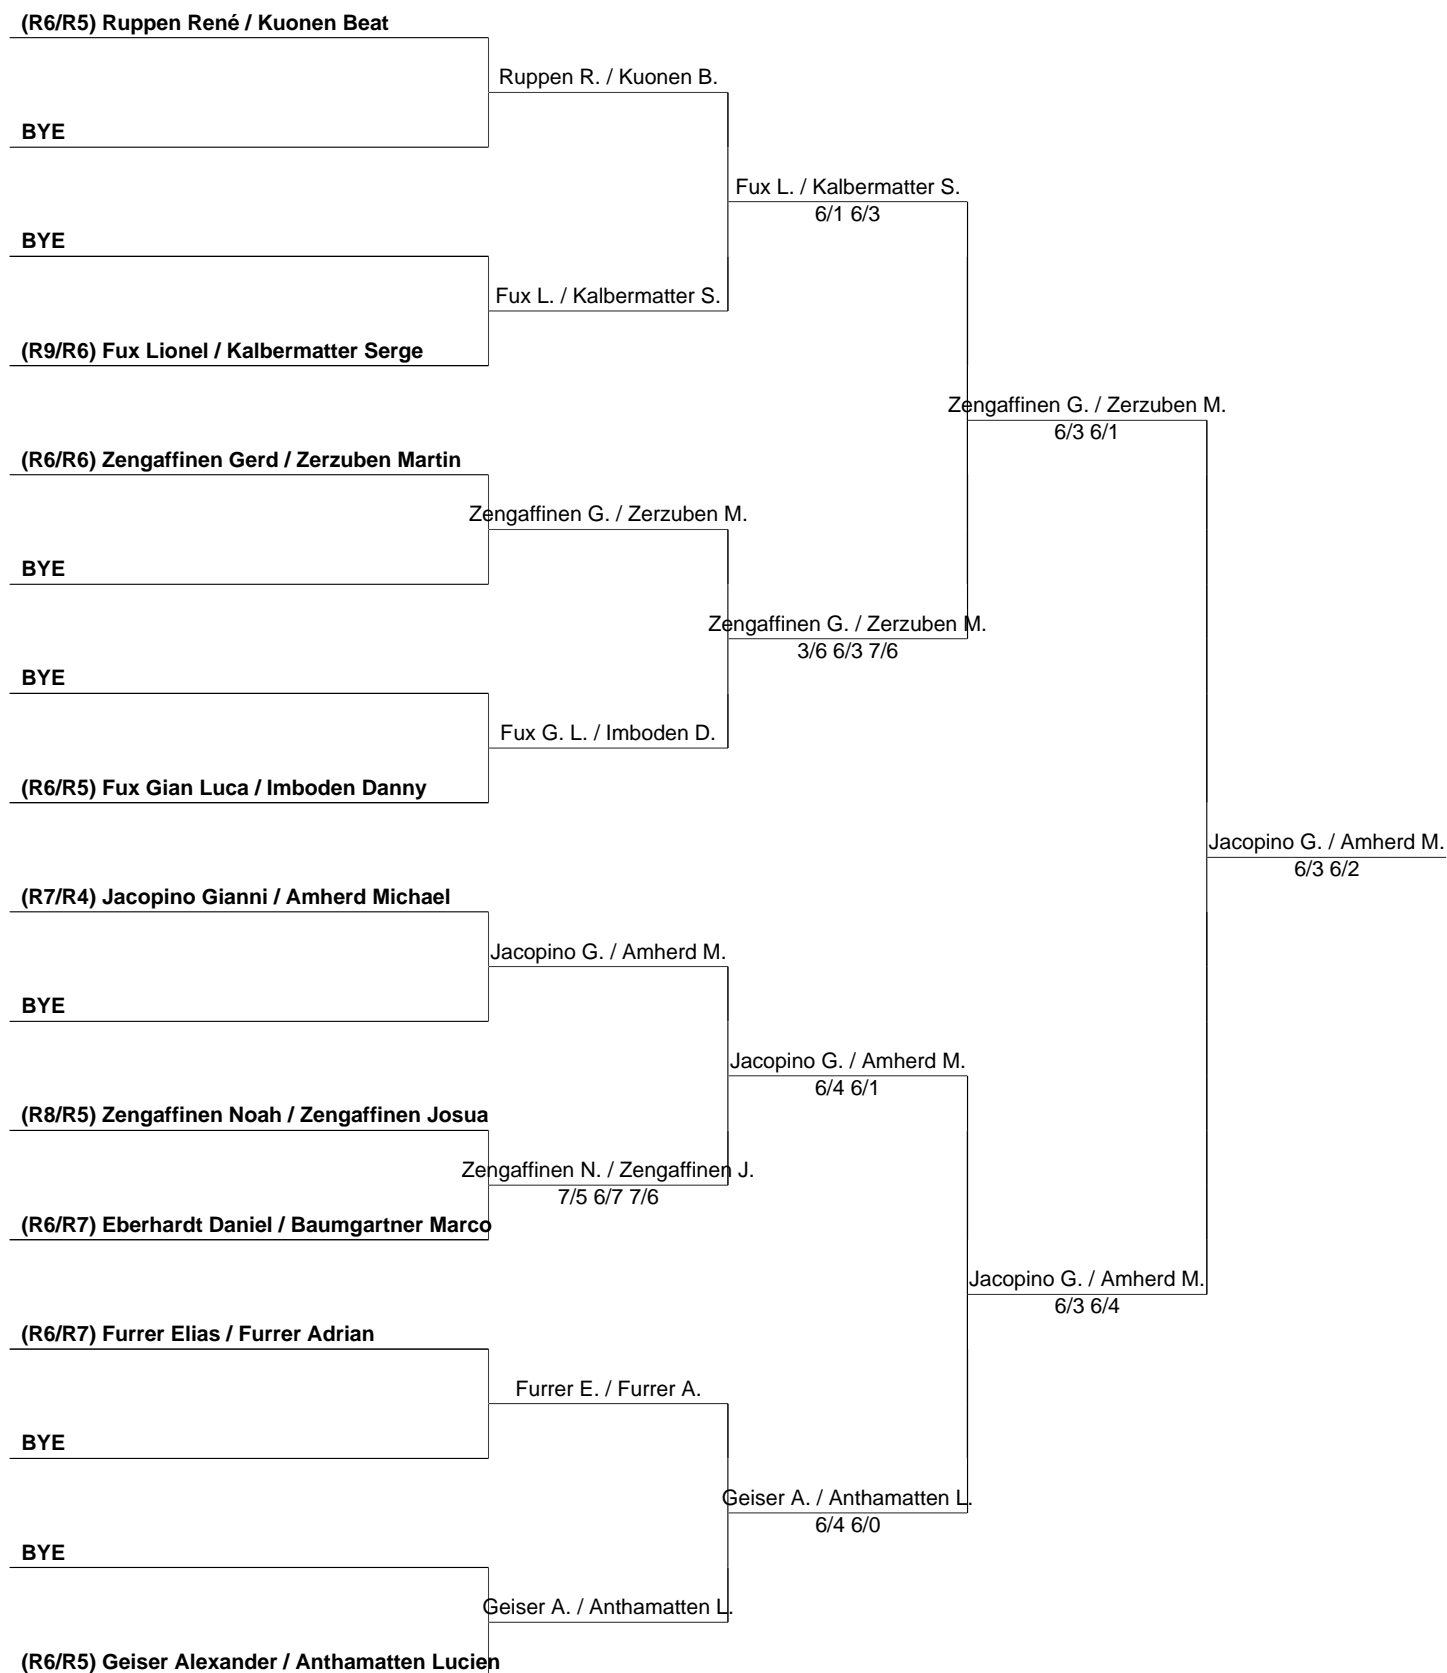 (R6/R5) Ruppen René / Kuonen Beat
Ruppen R. / Kuonen B.
BYE
Fux L. / Kalbermatter S.
6/1 6/3
BYE
Fux L. / Kalbermatter S.
(R9/R6) Fux Lionel / Kalbermatter Serge
Zengaffinen G. / Zerzuben M.
6/3 6/1
(R6/R6) Zengaffinen Gerd / Zerzuben Martin
Zengaffinen G. / Zerzuben M.
BYE
Zengaffinen G. / Zerzuben M.
3/6 6/3 7/6
BYE
Fux G. L. / Imboden D.
(R6/R5) Fux Gian Luca / Imboden Danny
Jacopino G. / Amherd M.
6/3 6/2
(R7/R4) Jacopino Gianni / Amherd Michael
Jacopino G. / Amherd M.
BYE
Jacopino G. / Amherd M.
6/4 6/1
(R8/R5) Zengaffinen Noah / Zengaffinen Josua
Zengaffinen N. / Zengaffinen J.
7/5 6/7 7/6
(R6/R7) Eberhardt Daniel / Baumgartner Marco
Jacopino G. / Amherd M.
6/3 6/4
(R6/R7) Furrer Elias / Furrer Adrian
Furrer E. / Furrer A.
BYE
Geiser A. / Anthamatten L.
6/4 6/0
BYE
Geiser A. / Anthamatten L.
(R6/R5) Geiser Alexander / Anthamatten Lucien